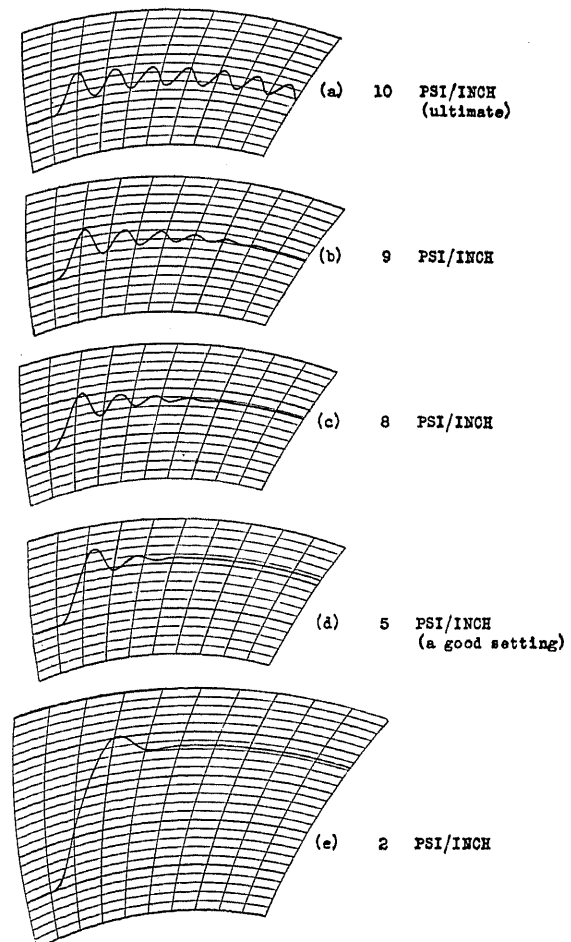 (a) 10 PSI/INCH
(ultimate)
(b) 9 PSI/INCH
(c) 8 PSI/INCH
(d) 5 PSI/INCH
(a good setting)
(e) 2 PSI/INCH